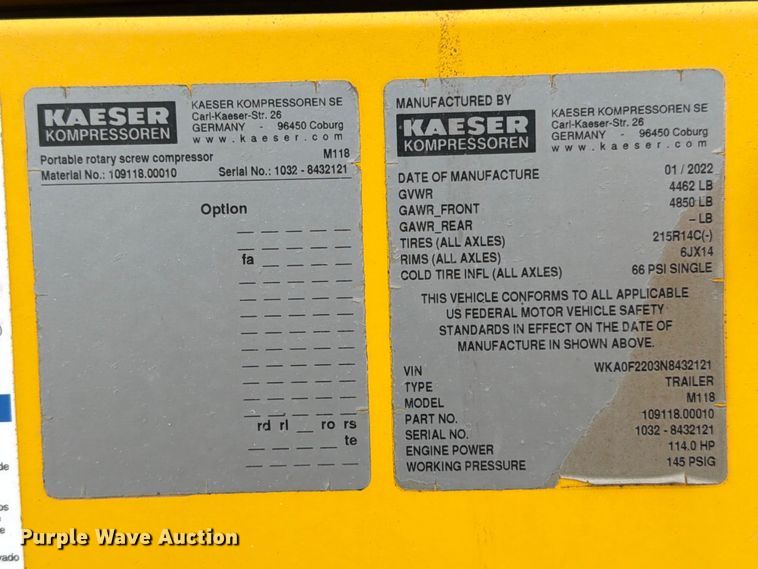 KAESER
KOMPRESSOREN
KAESER KOMPRESSOREN SE
Carl-Kaeser-Str. 26
GERMANY - 96450 Coburg
www.kaeser.com
Portable rotary screw compressor M118
Material No.: 109118.00010 Serial No.: 1032 - 8432121
Option
fa
rd rl _ ro rs
te
MANUFACTURED BY
KAESER
KOMPRESSOREN
KAESER KOMPRESSOREN SE
Carl-Kaeser-Str. 26
GERMANY - 96450 Coburg
www.kaeser.com
DATE OF MANUFACTURE 01 / 2022
GVWR 4462 LB
GAWR_FRONT 4850 LB
GAWR_REAR – LB
TIRES (ALL AXLES) 215R14C(-)
RIMS (ALL AXLES) 6JX14
COLD TIRE INFL (ALL AXLES) 66 PSI SINGLE
THIS VEHICLE CONFORMS TO ALL APPLICABLE
US FEDERAL MOTOR VEHICLE SAFETY
STANDARDS IN EFFECT ON THE DATE OF
MANUFACTURE IN SHOWN ABOVE.
VIN WKA0F2203N8432121
TYPE TRAILER
MODEL M118
PART NO. 109118.00010
SERIAL NO. 1032 - 8432121
ENGINE POWER 114.0 HP
WORKING PRESSURE 145 PSIG
de
Purple Wave Auction